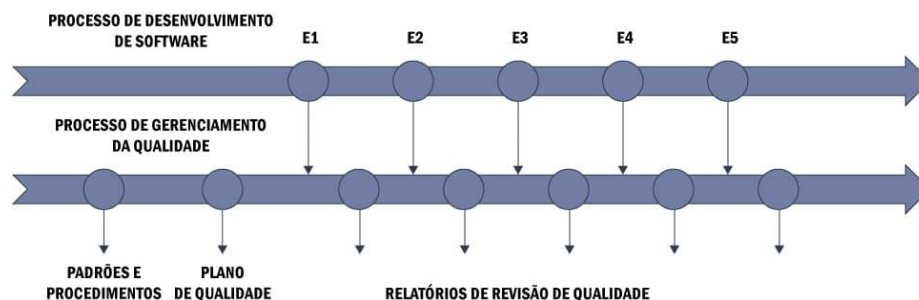 PROCESSO DE DESENVOLVIMENTO
DE SOFTWARE
E1
E2
E3
E4
E5
PROCESSO DE GERENCIAMENTO
DA QUALIDADE
PADRÕES E
PROCEDIMENTOS
PLANO
DE QUALIDADE
RELATÓRIOS DE REVISÃO DE QUALIDADE